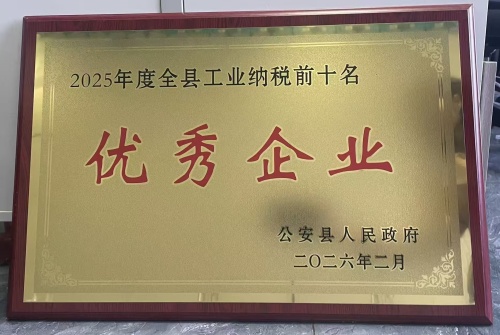 2025年度全县工业纳税前十名
优秀企业
公安县人民政府
二〇二六年二月